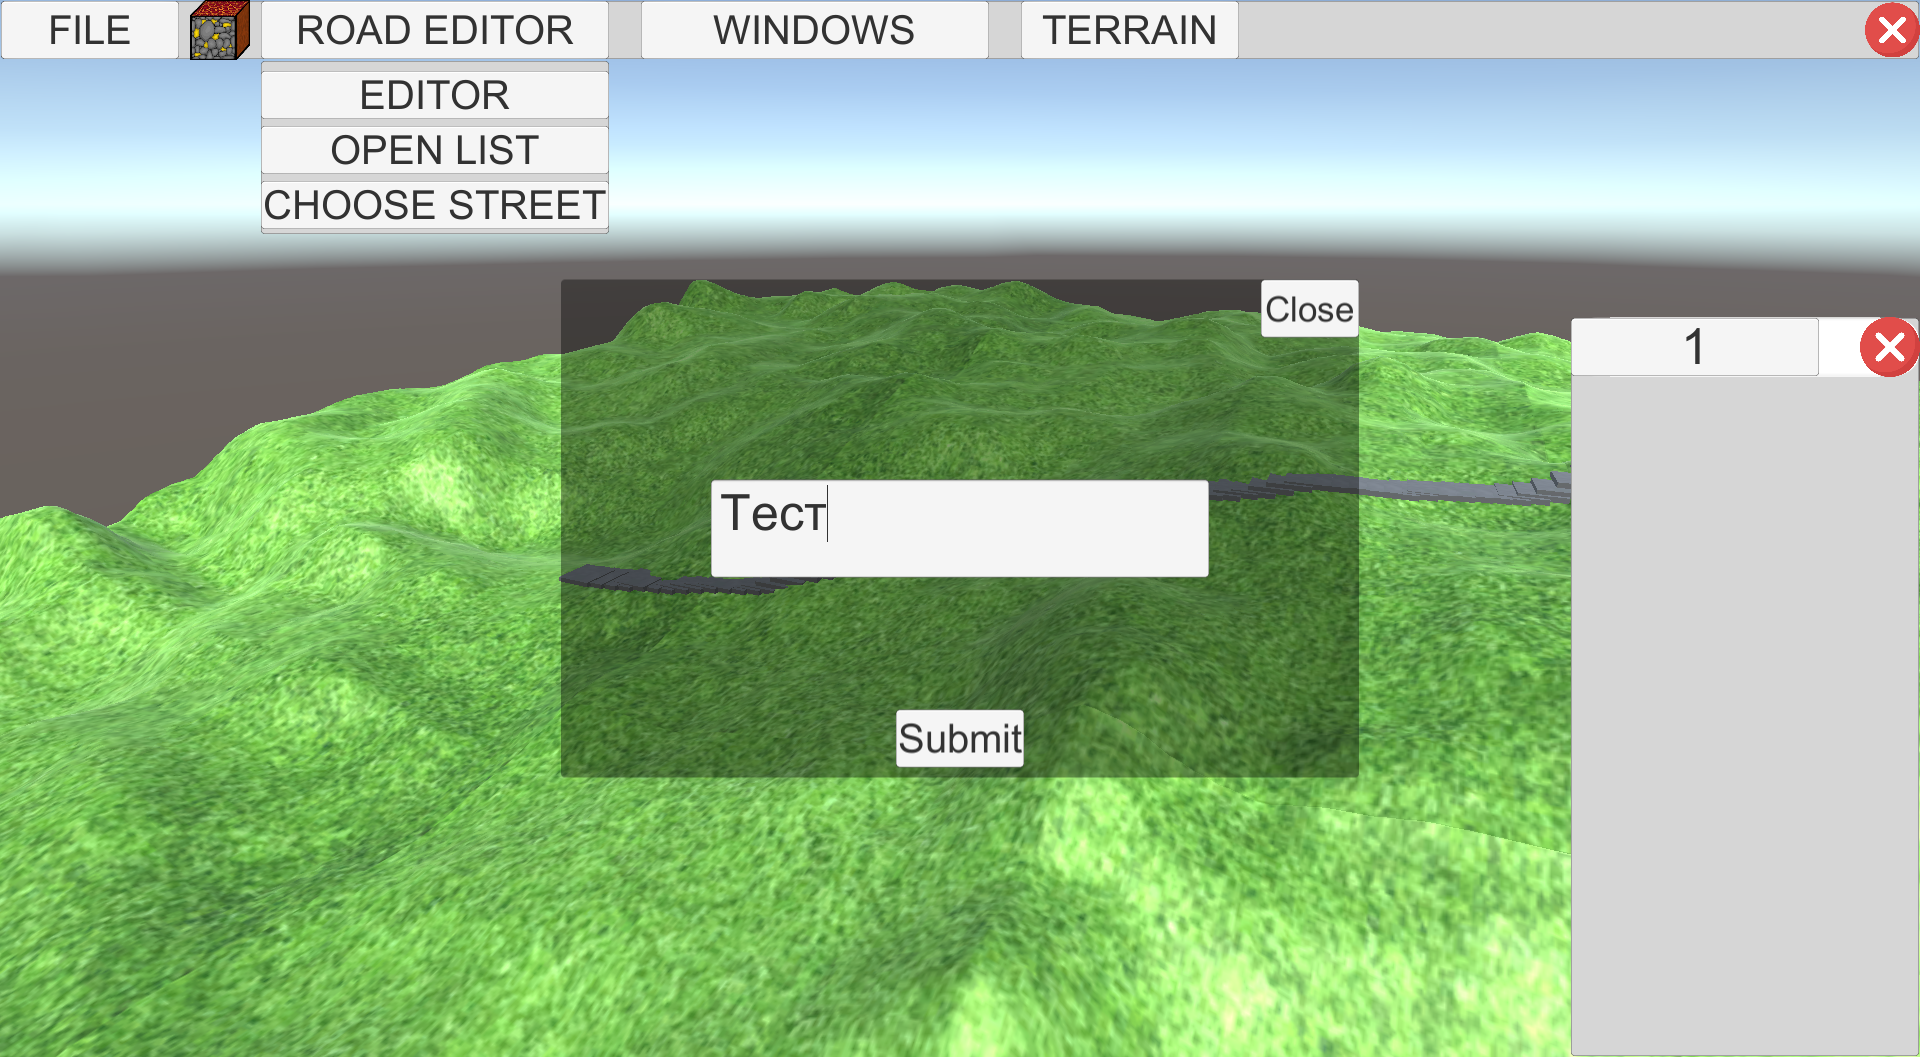 FILE
ROAD EDITOR
WINDOWS
TERRAIN
EDITOR
OPEN LIST
CHOOSE STREET
Close
1
Тест
Submit